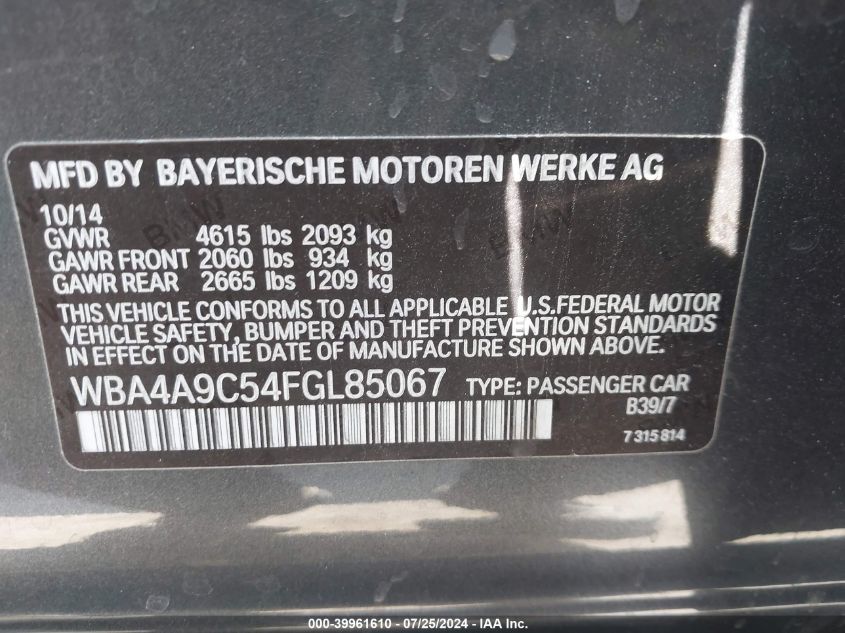 MFD BY BAYERISCHE MOTOREN WERKE AG
10/14
GVWR 4615 lbs 2093 kg
GAWR FRONT 2060 lbs 934 kg
GAWR REAR 2665 lbs 1209 kg
THIS VEHICLE CONFORMS TO ALL APPLICABLE U.S.FEDERAL MOTOR
VEHICLE SAFETY, BUMPER AND THEFT PREVENTION STANDARDS
IN EFFECT ON THE DATE OF MANUFACTURE SHOWN ABOVE.
WBA4A9C54FGL85067 TYPE: PASSENGER CAR
B39/7
7315814
000-39961610 - 07/25/2024 - IAA Inc.